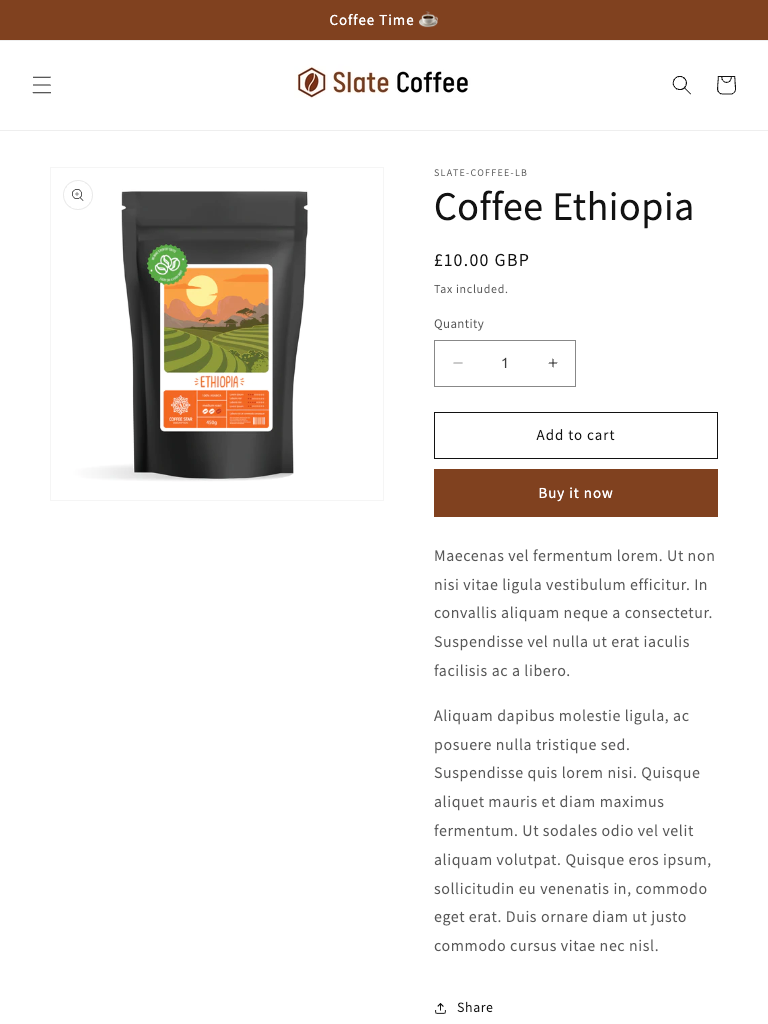 Coffee Time ☕
Slate Coffee
SLATE-COFFEE-LB
Coffee Ethiopia
£10.00 GBP
Tax included.
Quantity
− 1 +
Add to cart
Buy it now
ETHIOPIA
Maecenas vel fermentum lorem. Ut non
nisi vitae ligula vestibulum efficitur. In
convallis aliquam neque a consectetur.
Suspendisse vel nulla ut erat iaculis
facilisis ac a libero.
Aliquam dapibus molestie ligula, ac
posuere nulla tristique sed.
Suspendisse quis lorem nisi. Quisque
aliquet mauris et diam maximus
fermentum. Ut sodales odio vel velit
aliquam volutpat. Quisque eros ipsum,
sollicitudin eu venenatis in, commodo
eget erat. Duis ornare diam ut justo
commodo cursus vitae nec nisl.
Share